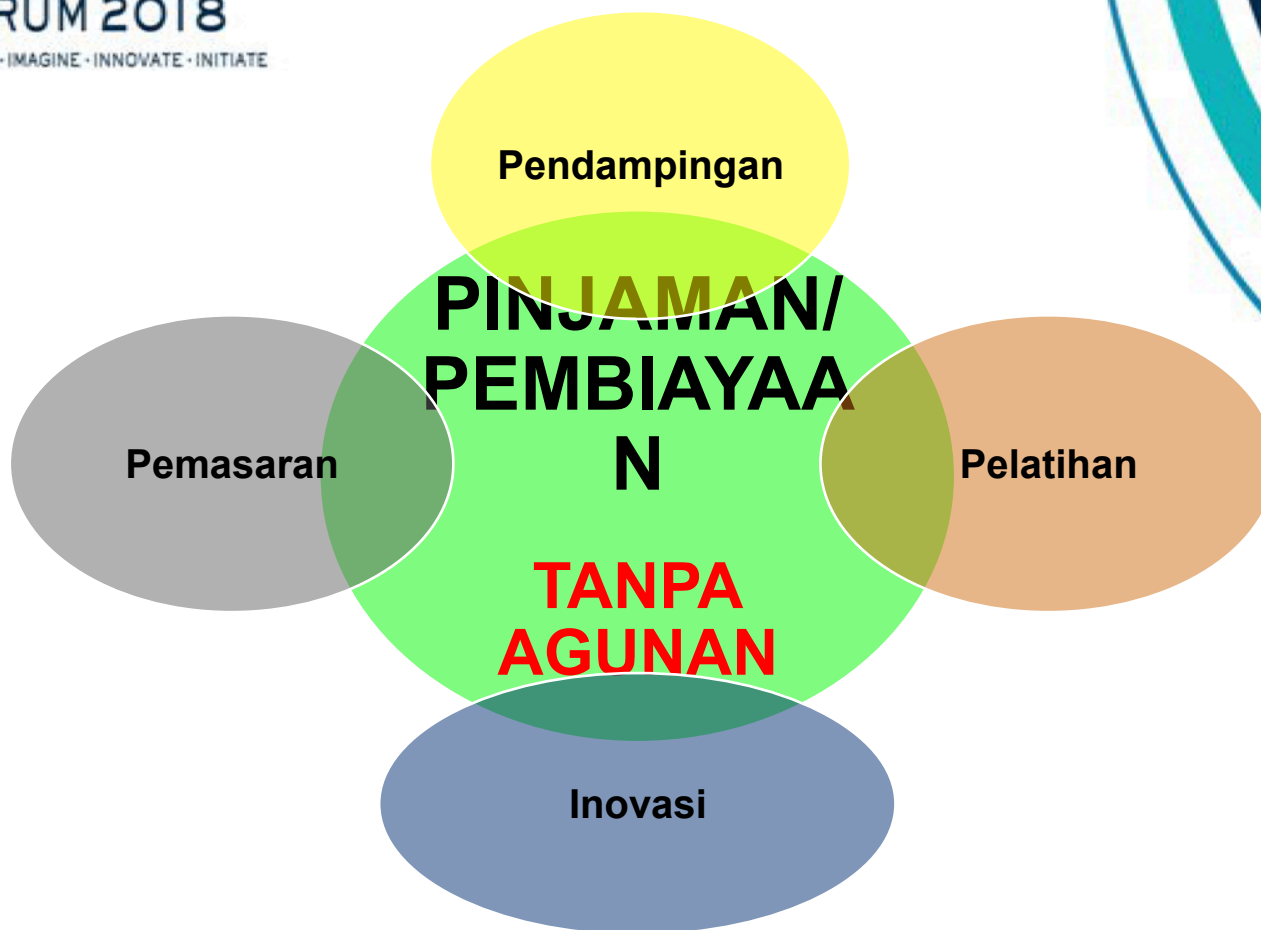 RUM 2018
· IMAGINE · INNOVATE · INITIATE
Pendampingan
PINJAMAN/
PEMBIAYAA
N
Pemasaran
Pelatihan
TANPA
AGUNAN
Inovasi